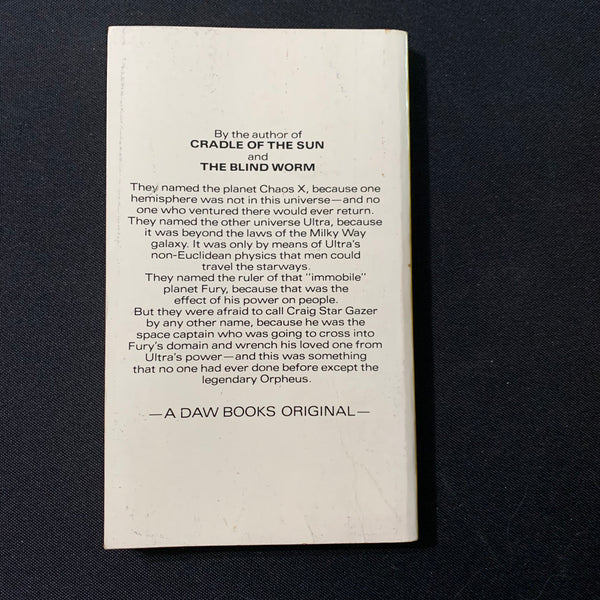 By the author of
CRADLE OF THE SUN
and
THE BLIND WORM
They named the planet Chaos X, because one
hemisphere was not in this universe—and no
one who ventured there would ever return.
They named the other universe Ultra, because
it was beyond the laws of the Milky Way
galaxy. It was only by means of Ultra's
non-Euclidean physics that men could
travel the starways.
They named the ruler of that "immobile"
planet Fury, because that was the
effect of his power on people.
But they were afraid to call Craig Star Gazer
by any other name, because he was the
space captain who was going to cross into
Fury's domain and wrench his loved one from
Ultra's power—and this was something
that no one had ever done before except the
legendary Orpheus.
—A DAW BOOKS ORIGINAL—